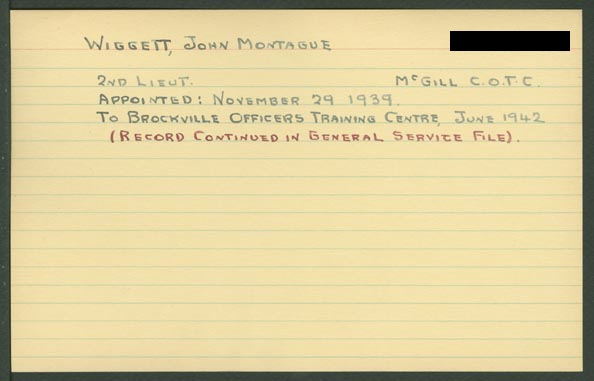 WIGGETT, JOHN MONTAGUE
2ND LIEUT. MCGILL C.O.T.C.
APPOINTED: NOVEMBER 29 1939.
TO BROCKVILLE OFFICERS TRAINING CENTRE, JUNE 1942
(RECORD CONTINUED IN GENERAL SERVICE FILE).